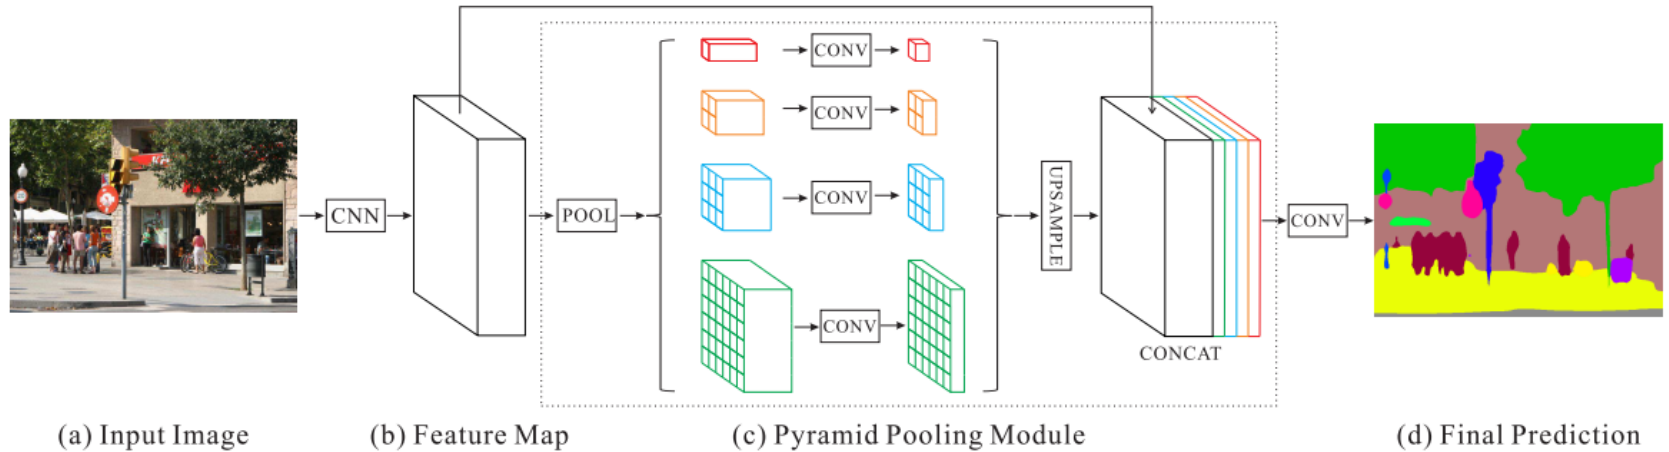 CNN
POOL
CONV
CONV
CONV
CONV
UPSAMPLE
CONCAT
CONV
(a) Input Image
(b) Feature Map
(c) Pyramid Pooling Module
(d) Final Prediction